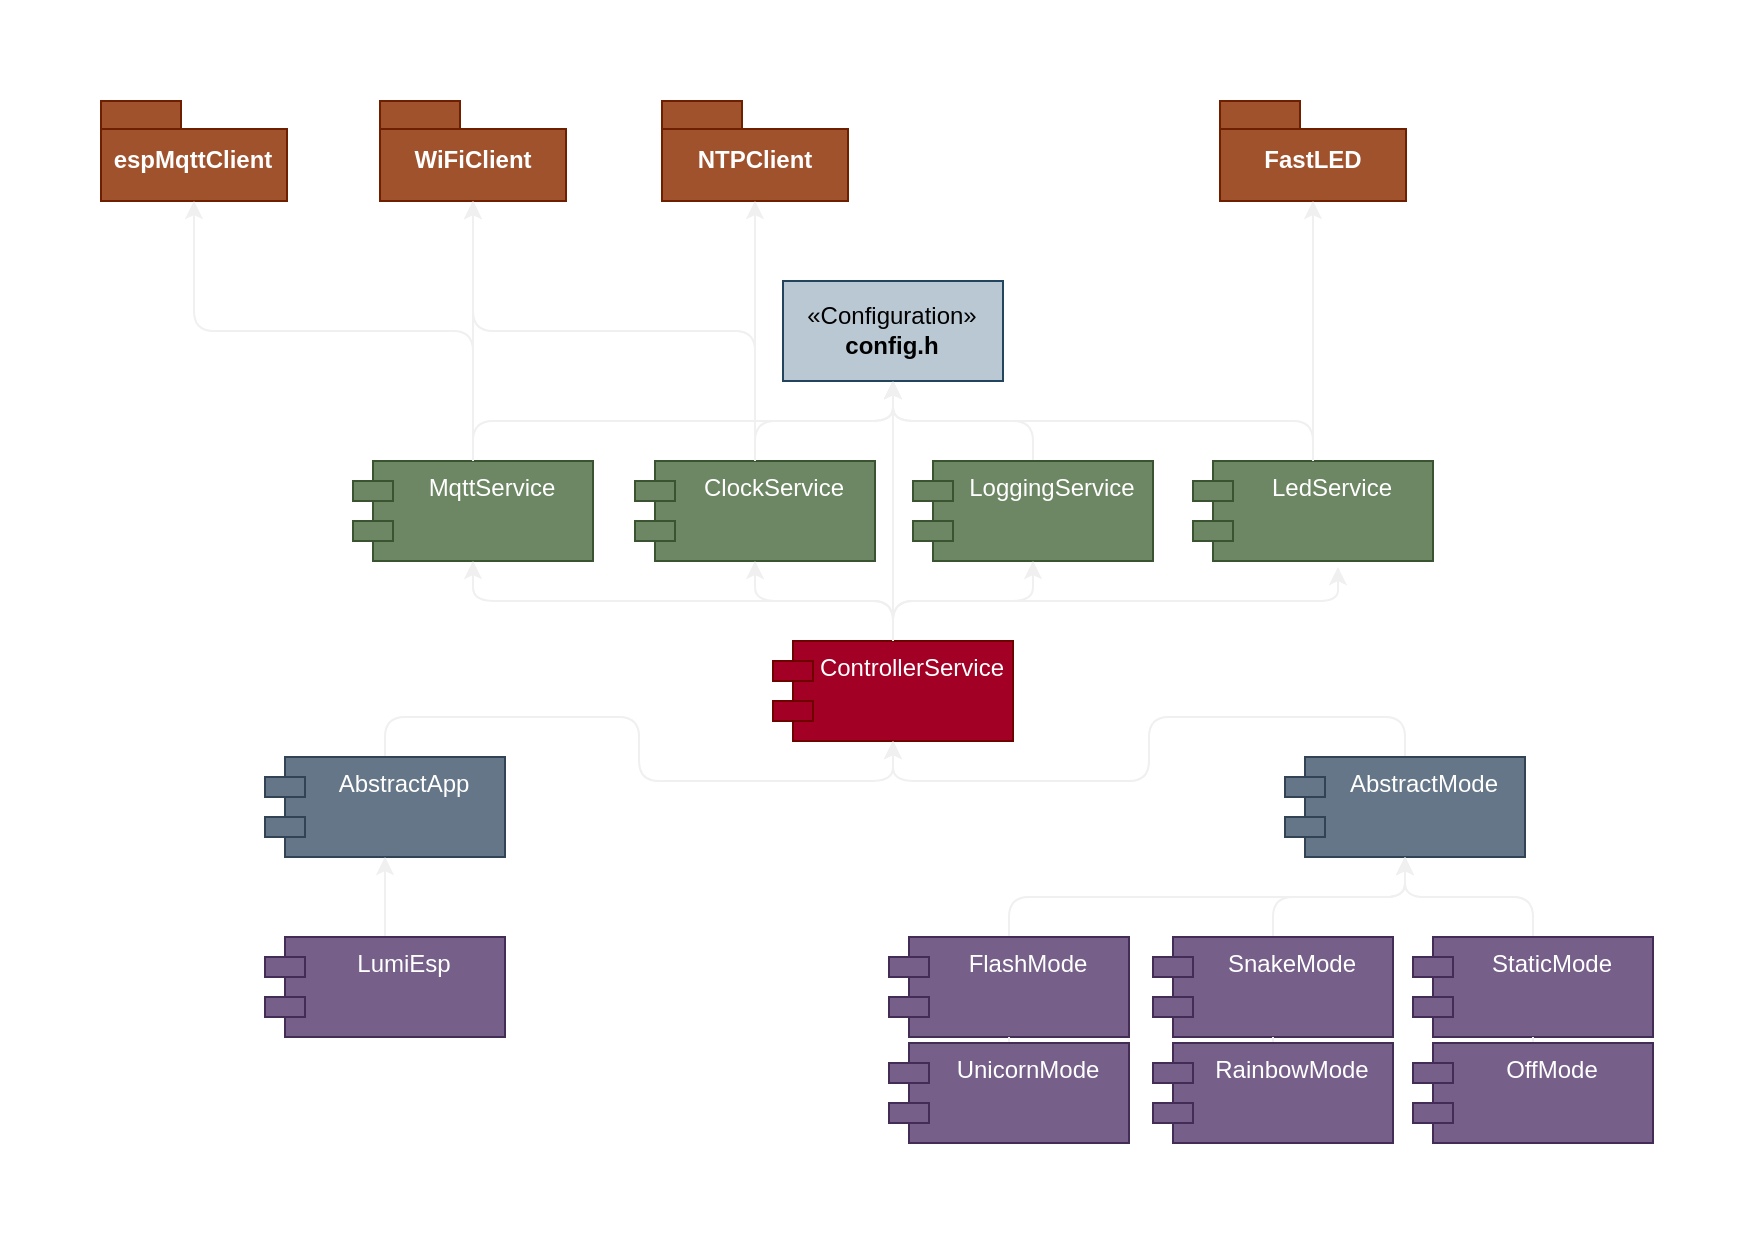 espMqttClient
WiFiClient
NTPClient
FastLED
«Configuration»
config.h
MqttService
ClockService
LoggingService
LedService
ControllerService
AbstractApp
AbstractMode
LumiEsp
FlashMode
SnakeMode
StaticMode
UnicornMode
RainbowMode
OffMode